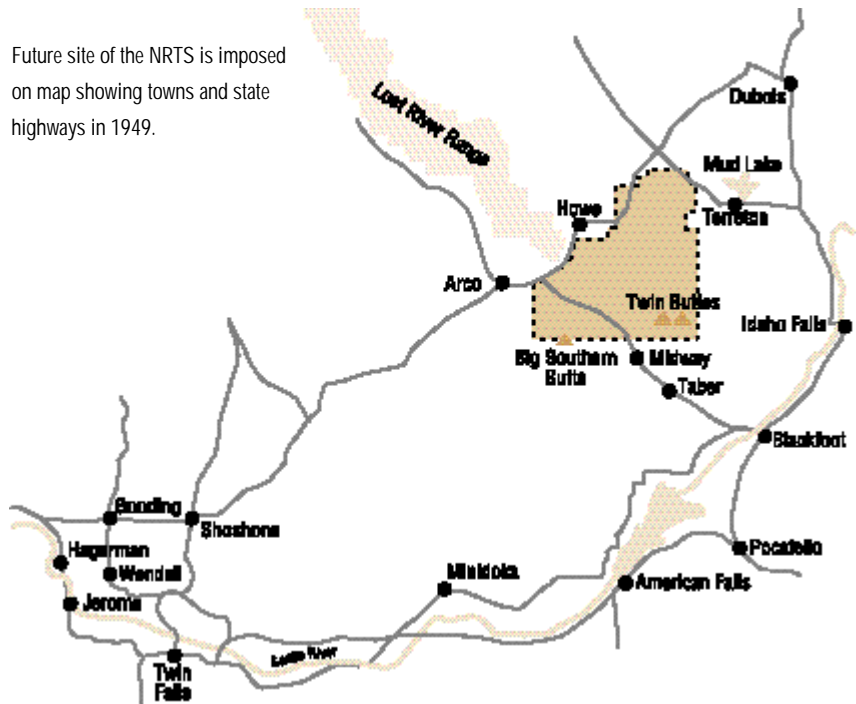 Future site of the NRTS is imposed
on map showing towns and state
highways in 1949.
Lost River Range
Dubois
Mud Lake
Howe
Terreton
Arco
Twin Buttes
Idaho Falls
Big Southern
Butte
Midway
Taber
Blackfoot
Gooding
Shoshone
Hagerman
Wendell
Minidoka
Pocatello
American Falls
Jerome
River
Twin
Falls